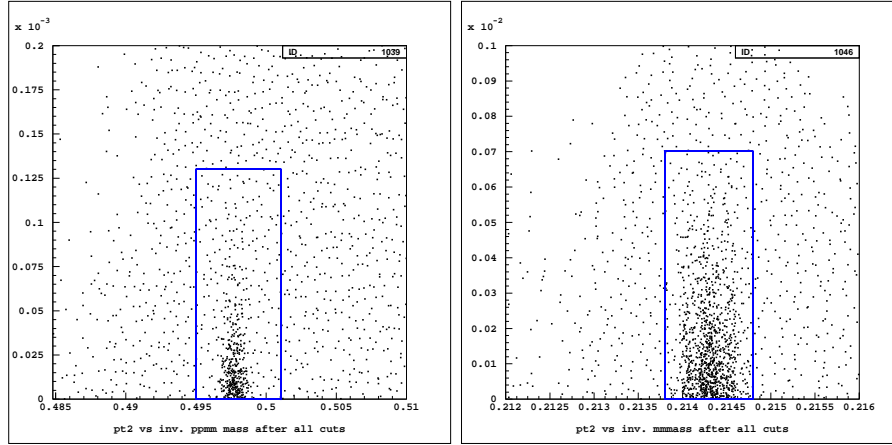 x 10⁻³
ID 1039
0.2
0.175
0.15
0.125
0.1
0.075
0.05
0.025
0
0.485 0.49 0.495 0.5 0.505 0.51
pt2 vs inv. ppmm mass after all cuts
x 10⁻²
ID 1046
0.1
0.09
0.08
0.07
0.06
0.05
0.04
0.03
0.02
0.01
0
0.212 0.2125 0.213 0.2135 0.214 0.2145 0.215 0.2155 0.216
pt2 vs inv. mmmass after all cuts